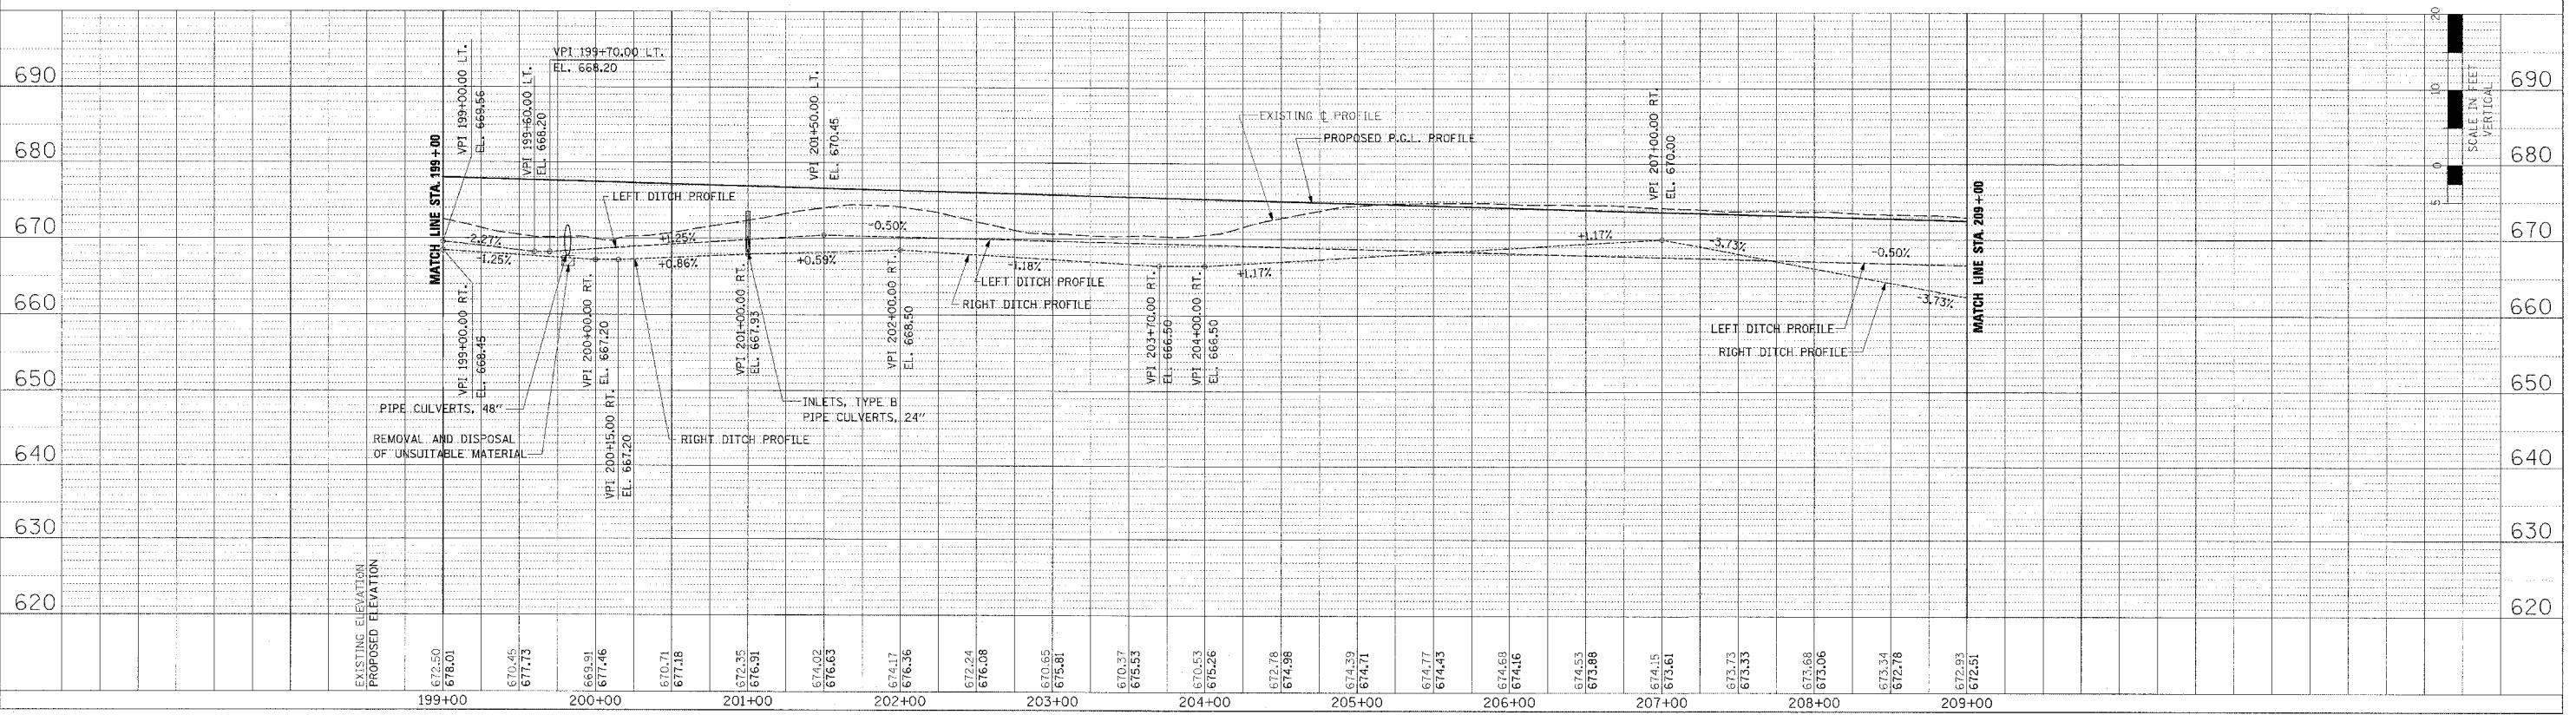 690
680
670
660
650
640
630
620
MATCH LINE STA. 199+00
VPI 199+00.00 LT.
EL. 669.56
VPI 199+60.00 LT.
EL. 668.20
VPI 199+70.00 LT.
EL. 668.20
VPI 201+50.00 LT.
EL. 670.45
EXISTING ℄ PROFILE
PROPOSED P.G.L. PROFILE
VPI 207+00.00 RT.
EL. 670.00
MATCH LINE STA. 209+00
20
10
0
5
SCALE IN FEET
VERTICAL
690
680
670
660
650
640
630
620
LEFT DITCH PROFILE
-2.27%
-1.25%
+1.25%
+0.86%
-0.50%
+0.59%
-1.18%
+1.17%
+1.17%
-3.73%
-0.50%
-3.73%
LEFT DITCH PROFILE
RIGHT DITCH PROFILE
LEFT DITCH PROFILE
RIGHT DITCH PROFILE
VPI 199+00.00 RT.
EL. 668.45
VPI 200+00.00 RT.
EL. 667.20
VPI 200+15.00 RT.
EL. 667.20
VPI 201+00.00 RT.
EL. 667.93
VPI 202+00.00 RT.
EL. 668.50
VPI 203+70.00 RT.
EL. 666.50
VPI 204+00.00 RT.
EL. 666.50
PIPE CULVERTS, 48"
REMOVAL AND DISPOSAL
OF UNSUITABLE MATERIAL
RIGHT DITCH PROFILE
INLETS, TYPE B
PIPE CULVERTS, 24"
EXISTING ELEVATION
PROPOSED ELEVATION
672.50
678.01
670.45
677.73
669.91
677.46
670.71
677.18
672.35
676.91
674.02
676.63
674.17
676.36
672.24
676.08
670.65
675.81
670.37
675.53
670.53
675.26
672.78
674.98
674.39
674.71
674.77
674.43
674.68
674.16
674.53
673.88
674.15
673.61
673.73
673.33
673.68
673.06
673.34
672.78
672.93
672.51
199+00
200+00
201+00
202+00
203+00
204+00
205+00
206+00
207+00
208+00
209+00